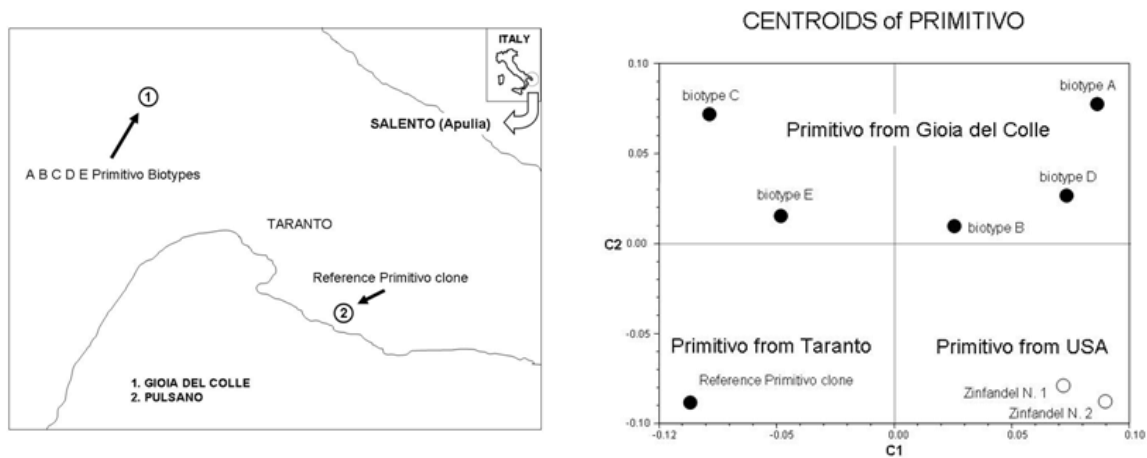 ITALY
1
SALENTO (Apulia)
A B C D E Primitivo Biotypes
TARANTO
Reference Primitivo clone
2
1. GIOIA DEL COLLE
2. PULSANO
CENTROIDS of PRIMITIVO
0.10
biotype A
biotype C
Primitivo from Gioia del Colle
0.05
biotype D
biotype E
biotype B
C2
0.00
-0.05
Primitivo from Taranto
Primitivo from USA
Reference Primitivo clone
Zinfandel N. 1
Zinfandel N. 2
-0.10
-0.12
-0.05
0.00
0.05
0.10
C1